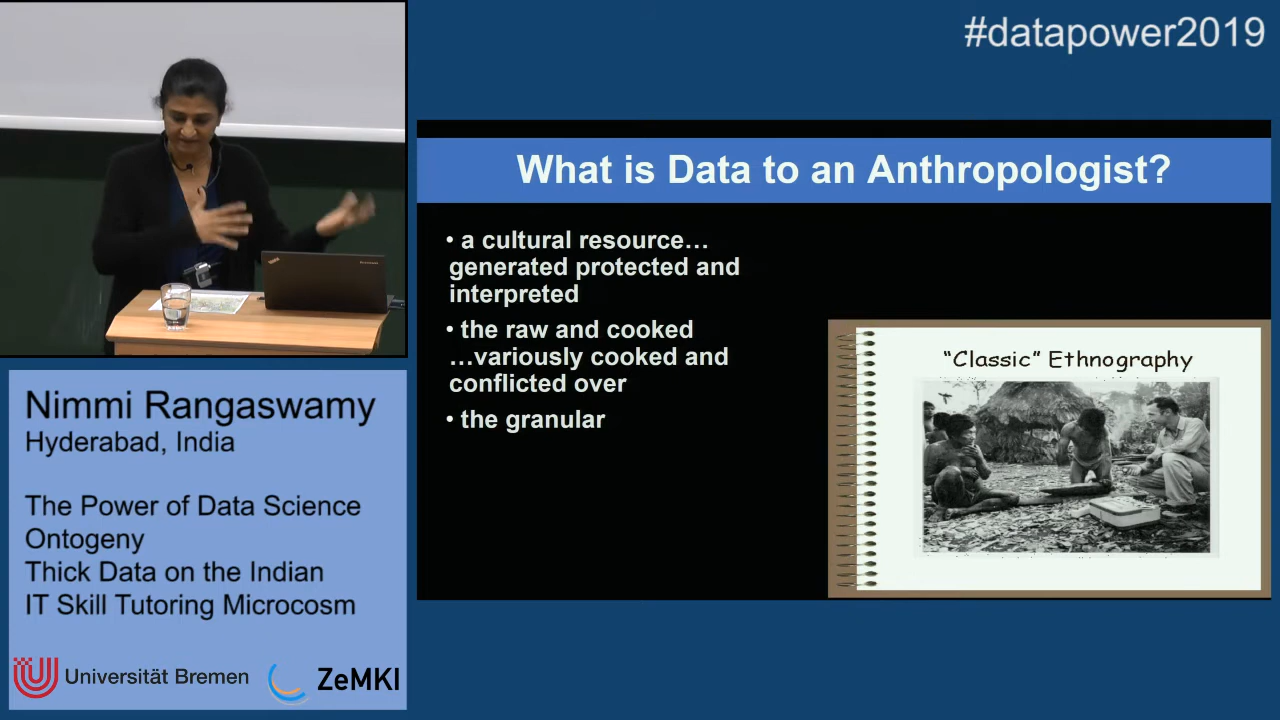 #datapower2019
What is Data to an Anthropologist?
• a cultural resource…
generated protected and
interpreted
• the raw and cooked
…variously cooked and
conflicted over
• the granular
“Classic” Ethnography
Nimmi Rangaswamy
Hyderabad, India
The Power of Data Science
Ontogeny
Thick Data on the Indian
IT Skill Tutoring Microcosm
Universität Bremen
ZeMKI